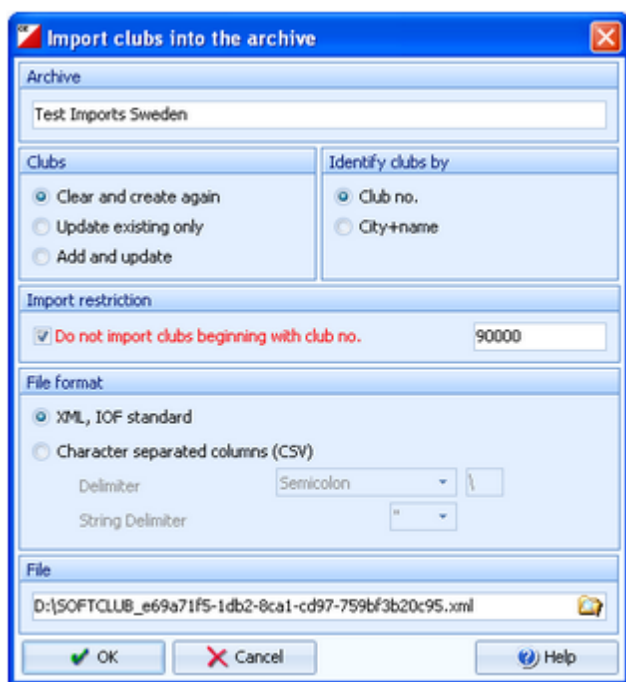 Import clubs into the archive
Archive
Test Imports Sweden
Clubs
Identify clubs by
Clear and create again
Club no.
Update existing only
City+name
Add and update
Import restriction
Do not import clubs beginning with club no. 90000
File format
XML, IOF standard
Character separated columns (CSV)
Delimiter Semicolon \
String Delimiter "
File
D:\SOFTCLUB_e69a71f5-1db2-8ca1-cd97-759bf3b20c95.xml
OK Cancel Help